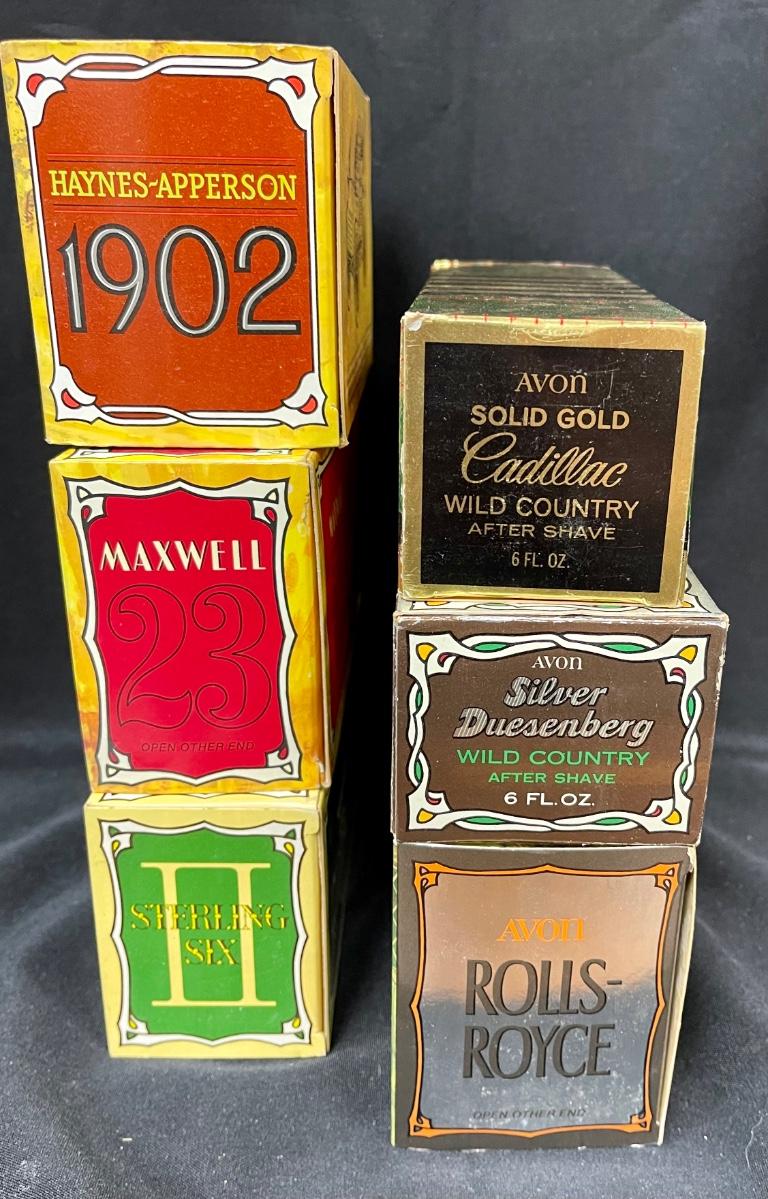 HAYNES-APPERSON
1902
MAXWELL
23
OPEN OTHER END
II
STERLING
SIX
AVON
SOLID GOLD
Cadillac
WILD COUNTRY
AFTER SHAVE
6 FL. OZ.
AVON
Silver
Duesenberg
WILD COUNTRY
AFTER SHAVE
6 FL. OZ.
AVON
ROLLS-
ROYCE
OPEN OTHER END